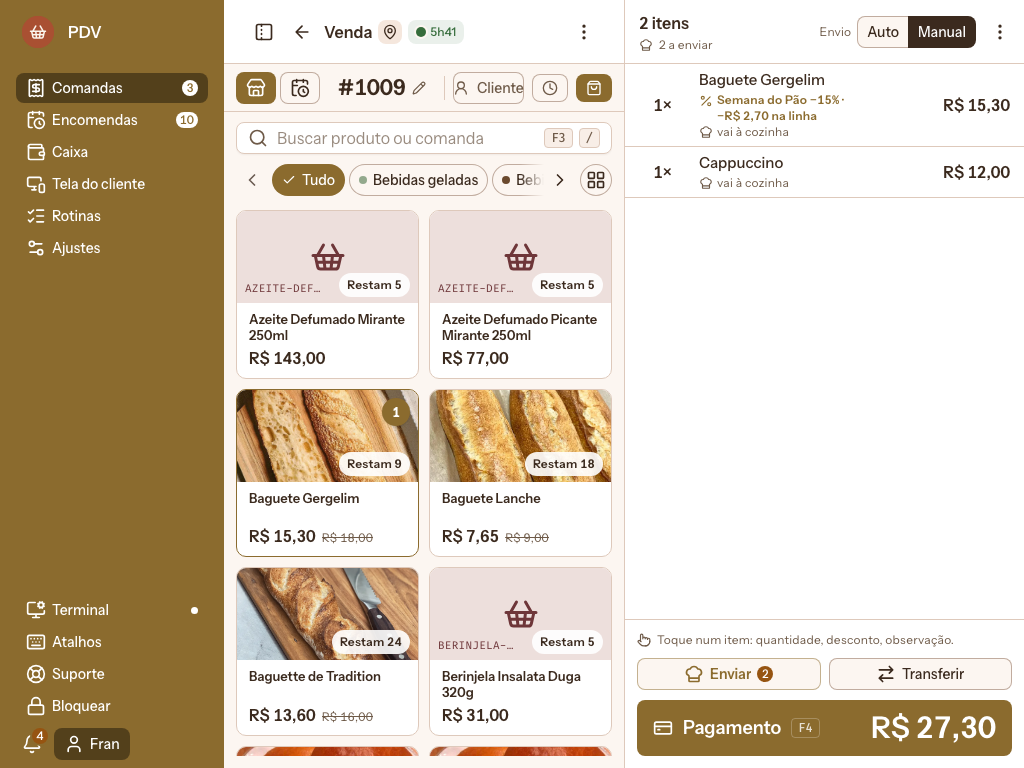 PDV
Comandas 3
Encomendas 10
Caixa
Tela do cliente
Rotinas
Ajustes
Terminal
Atalhos
Suporte
Bloquear
4
Fran
Venda
5h41
#1009
Cliente
Buscar produto ou comanda F3 /
Tudo
Bebidas geladas
Beb
AZEITE-DEF…
Restam 5
Azeite Defumado Mirante
250ml
R$ 143,00
AZEITE-DEF…
Restam 5
Azeite Defumado Picante
Mirante 250ml
R$ 77,00
1
Restam 9
Baguete Gergelim
R$ 15,30 R$ 18,00
Restam 18
Baguete Lanche
R$ 7,65 R$ 9,00
Restam 24
Baguette de Tradition
R$ 13,60 R$ 16,00
BERINJELA-…
Restam 5
Berinjela Insalata Duga
320g
R$ 31,00
2 itens
2 a enviar
Envio
Auto
Manual
1×
Baguete Gergelim
Semana do Pão −15% ·
−R$ 2,70 na linha
vai à cozinha
R$ 15,30
1×
Cappuccino
vai à cozinha
R$ 12,00
Toque num item: quantidade, desconto, observação.
Enviar 2
Transferir
Pagamento F4 R$ 27,30